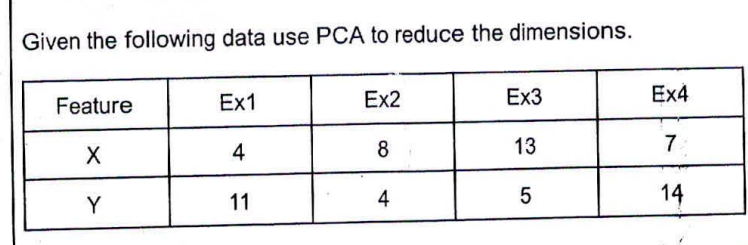 Given the following data use PCA to reduce the dimensions.
Feature Ex1 Ex2 Ex3 Ex4
X 4 8 13 7
Y 11 4 5 14